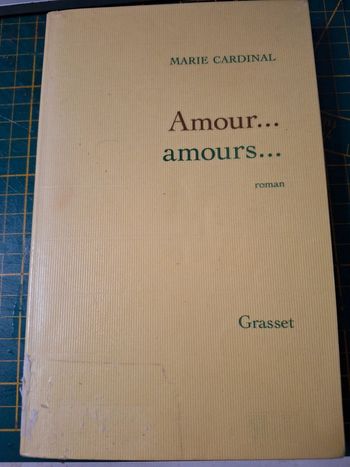 MARIE CARDINAL
Amour...
amours...
roman
Grasset